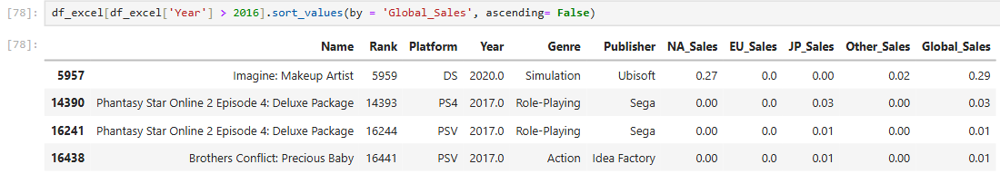 [78]: df_excel[df_excel['Year'] > 2016].sort_values(by = 'Global_Sales', ascending= False)
[78]: Name Rank Platform Year Genre Publisher NA_Sales EU_Sales JP_Sales Other_Sales Global_Sales
5957 Imagine: Makeup Artist 5959 DS 2020.0 Simulation Ubisoft 0.27 0.0 0.00 0.02 0.29
14390 Phantasy Star Online 2 Episode 4: Deluxe Package 14393 PS4 2017.0 Role-Playing Sega 0.00 0.0 0.03 0.00 0.03
16241 Phantasy Star Online 2 Episode 4: Deluxe Package 16244 PSV 2017.0 Role-Playing Sega 0.00 0.0 0.01 0.00 0.01
16438 Brothers Conflict: Precious Baby 16441 PSV 2017.0 Action Idea Factory 0.00 0.0 0.01 0.00 0.01